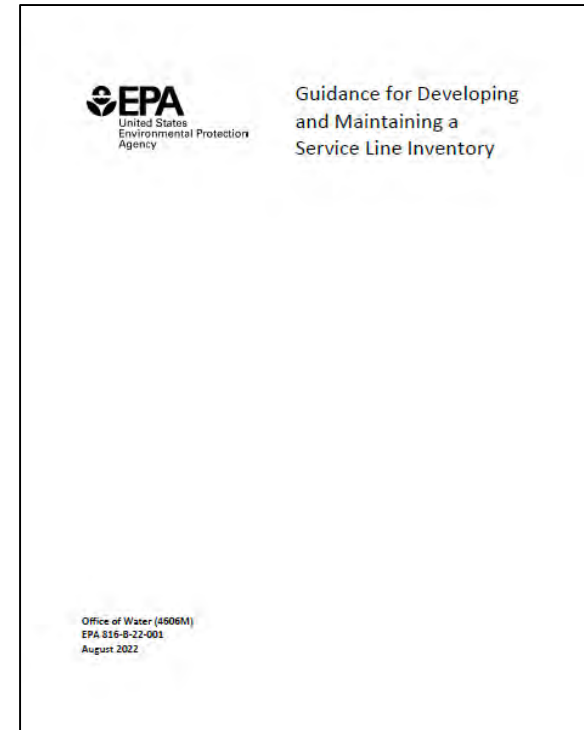 EPA
United States
Environmental Protection
Agency
Guidance for Developing
and Maintaining a
Service Line Inventory
Office of Water (4606M)
EPA 816-B-22-001
August 2022